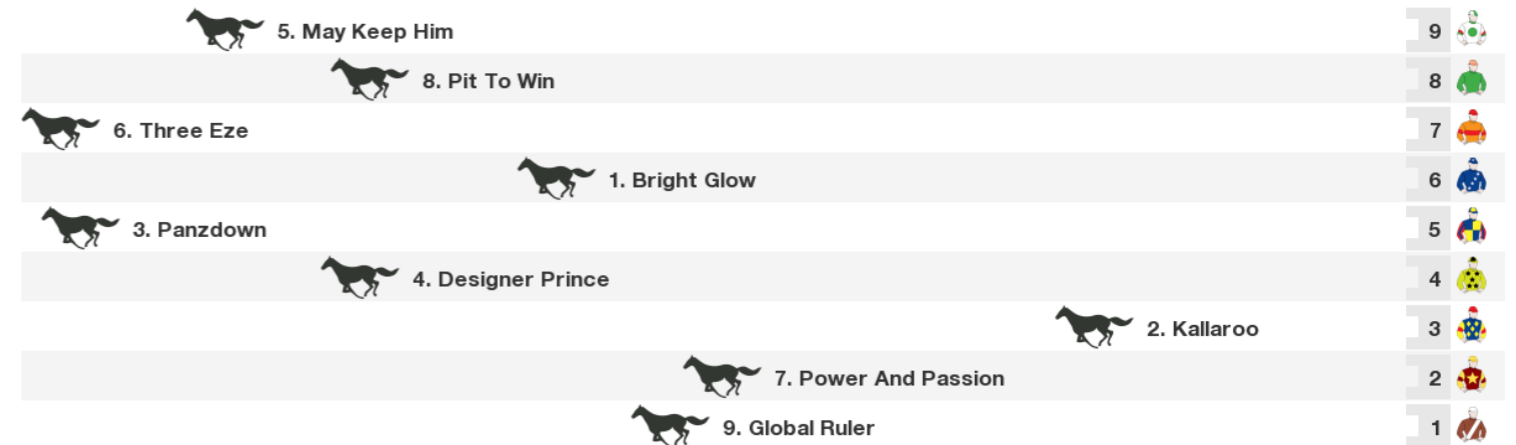 5. May Keep Him 9
8. Pit To Win 8
6. Three Eze 7
1. Bright Glow 6
3. Panzdown 5
4. Designer Prince 4
2. Kallaroo 3
7. Power And Passion 2
9. Global Ruler 1